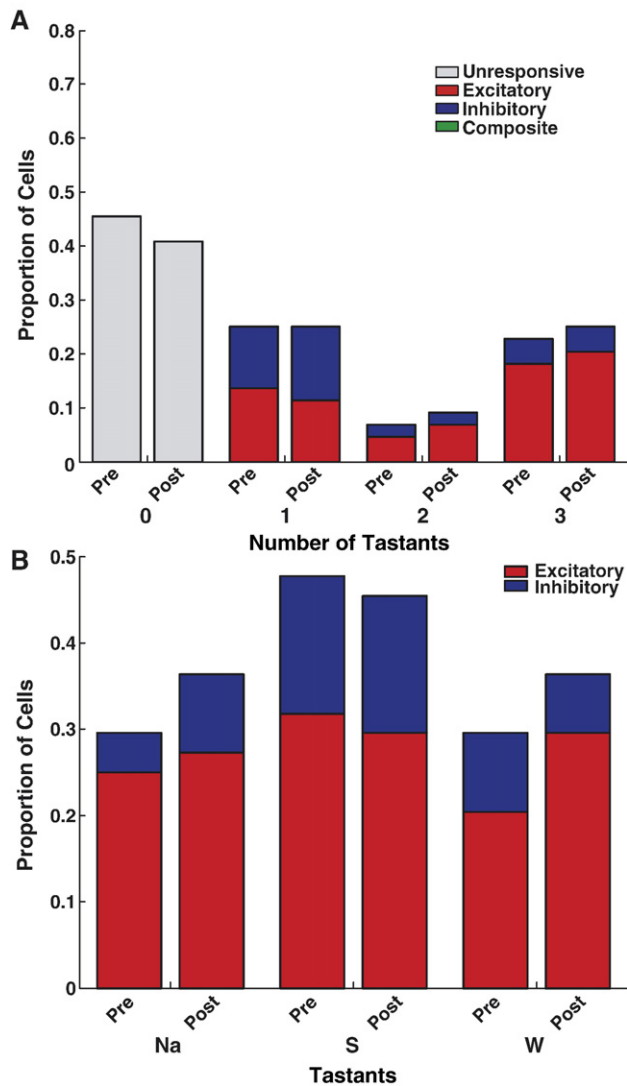 A
0.8
0.7
0.6
0.5
0.4
0.3
0.2
0.1
0
Proportion of Cells
Unresponsive
Excitatory
Inhibitory
Composite
Pre Post Pre Post Pre Post Pre Post
0 1 2 3
Number of Tastants
B
0.5
0.4
0.3
0.2
0.1
0
Proportion of Cells
Excitatory
Inhibitory
Pre Post Pre Post Pre Post
Na S W
Tastants